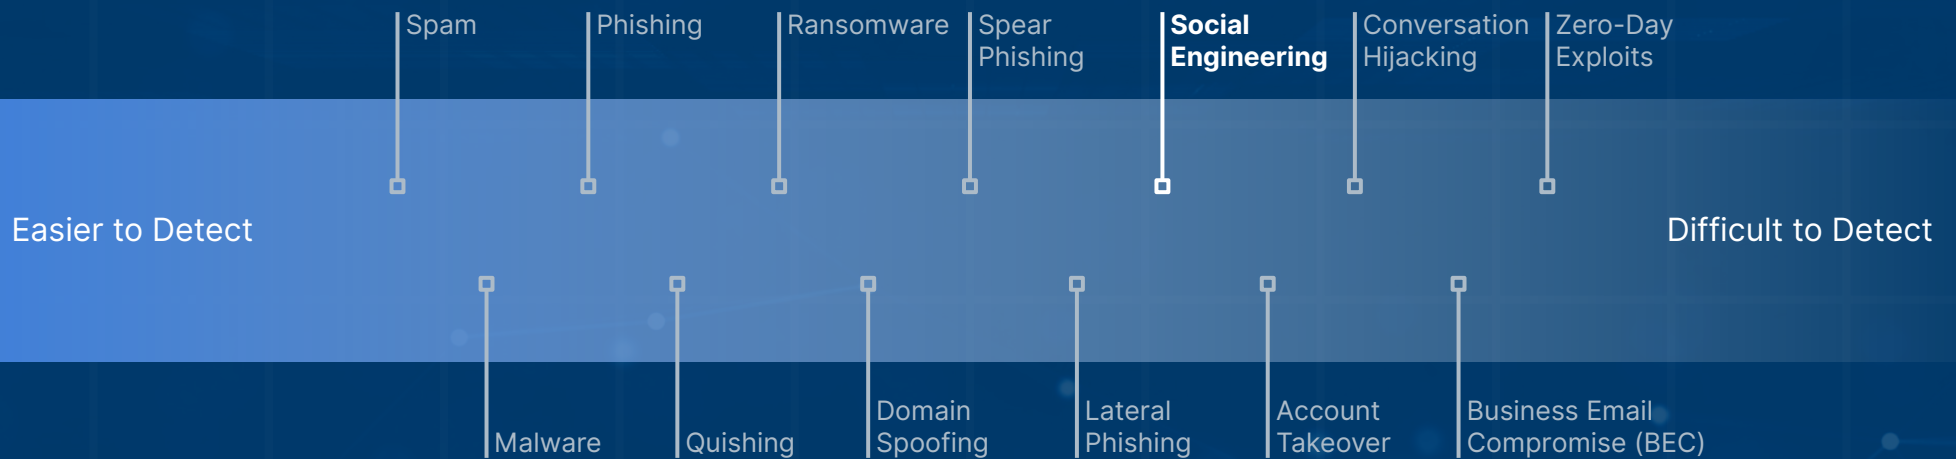 Spam
Phishing
Ransomware
Spear
Phishing
Social
Engineering
Conversation
Hijacking
Zero-Day
Exploits
Easier to Detect
Difficult to Detect
Malware
Quishing
Domain
Spoofing
Lateral
Phishing
Account
Takeover
Business Email
Compromise (BEC)